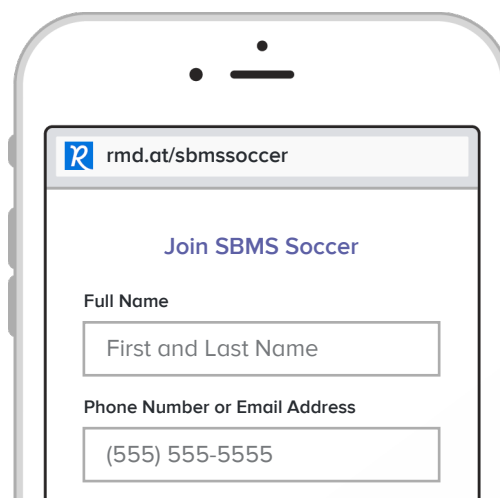 rmd.at/sbmssoccer
Join SBMS Soccer
Full Name
First and Last Name
Phone Number or Email Address
(555) 555-5555